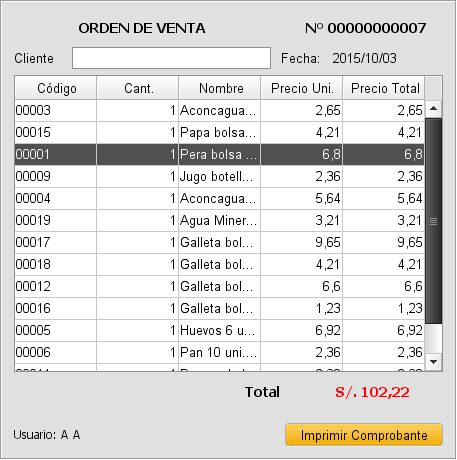 ORDEN DE VENTA Nº 00000000007
Cliente Fecha: 2015/10/03
Código Cant. Nombre Precio Uni. Precio Total
00003 1 Aconcagua... 2,65 2,65
00015 1 Papa bolsa... 4,21 4,21
00001 1 Pera bolsa ... 6,8 6,8
00009 1 Jugo botell... 2,36 2,36
00004 1 Aconcagua... 5,64 5,64
00019 1 Agua Miner... 3,21 3,21
00017 1 Galleta bol... 9,65 9,65
00018 1 Galleta bol... 4,21 4,21
00012 1 Galleta bol... 6,6 6,6
00016 1 Galleta bol... 1,23 1,23
00005 1 Huevos 6 u... 6,92 6,92
00006 1 Pan 10 uni.... 2,36 2,36
Total S/. 102,22
Usuario: A A Imprimir Comprobante